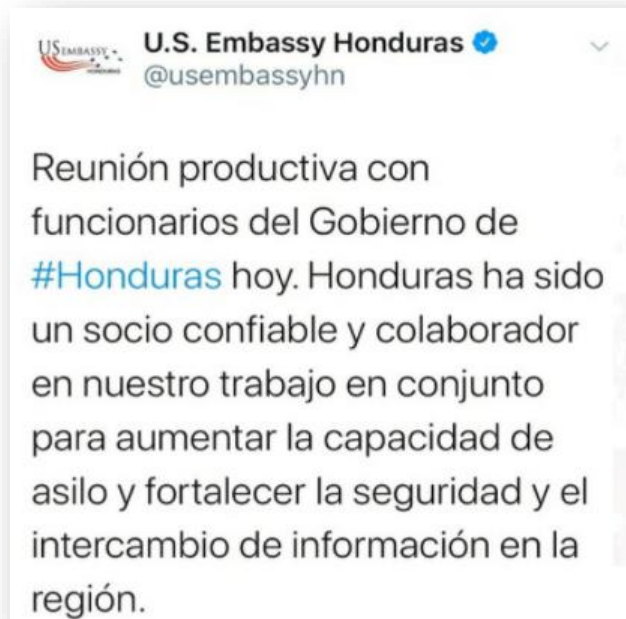 USEMBASSY
HONDURAS
U.S. Embassy Honduras
@usembassyhn
Reunión productiva con
funcionarios del Gobierno de
#Honduras hoy. Honduras ha sido
un socio confiable y colaborador
en nuestro trabajo en conjunto
para aumentar la capacidad de
asilo y fortalecer la seguridad y el
intercambio de información en la
región.